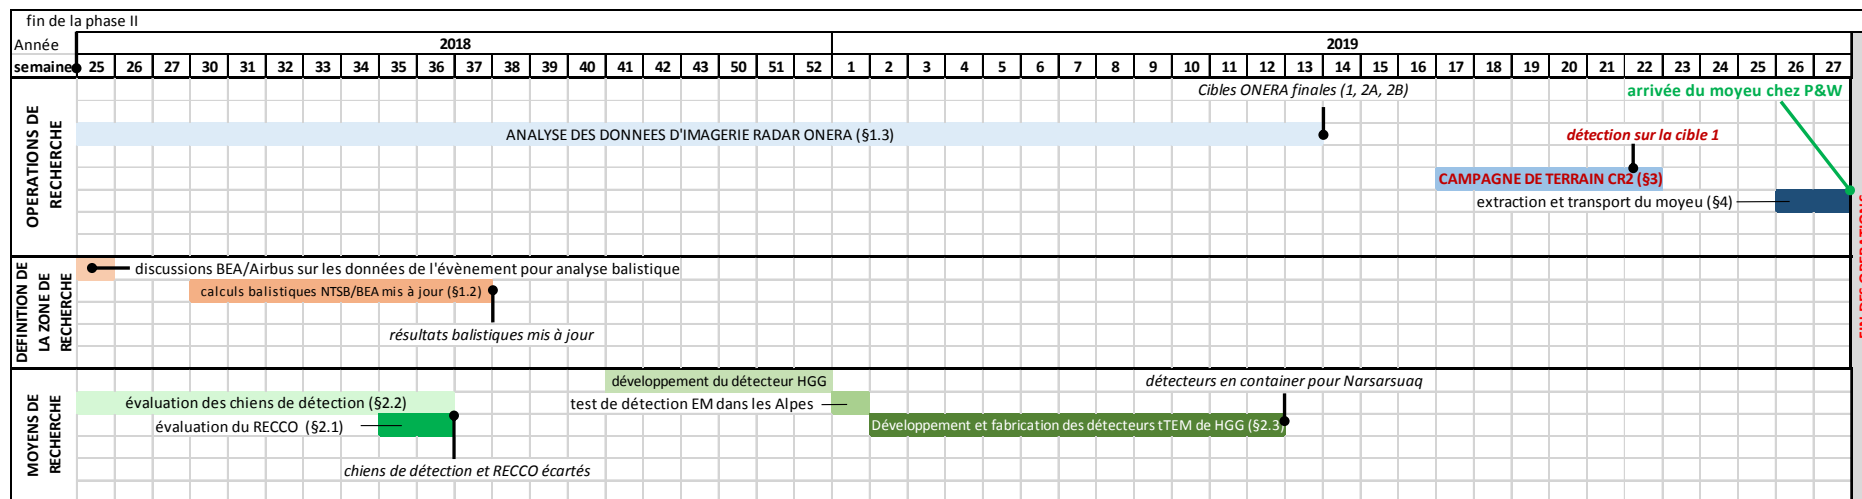 fin de la phase II
Année 2018 2019
semaine 25 26 27 30 31 32 33 34 35 36 37 38 39 40 41 42 43 50 51 52 1 2 3 4 5 6 7 8 9 10 11 12 13 14 15 16 17 18 19 20 21 22 23 24 25 26 27
OPERATIONS DE
RECHERCHE
Cibles ONERA finales (1, 2A, 2B)
arrivée du moyeu chez P&W
ANALYSE DES DONNEES D'IMAGERIE RADAR ONERA (§1.3)
détection sur la cible 1
CAMPAGNE DE TERRAIN CR2 (§3)
extraction et transport du moyeu (§4)
FIN DES OPERATIONS
DEFINITION DE
LA ZONE DE
RECHERCHE
discussions BEA/Airbus sur les données de l'évènement pour analyse balistique
calculs balistiques NTSB/BEA mis à jour (§1.2)
résultats balistiques mis à jour
MOYENS DE
RECHERCHE
développement du détecteur HGG
détecteurs en container pour Narsarsuaq
évaluation des chiens de détection (§2.2)
test de détection EM dans les Alpes
évaluation du RECCO (§2.1)
Développement et fabrication des détecteurs tTEM de HGG (§2.3)
chiens de détection et RECCO écartés